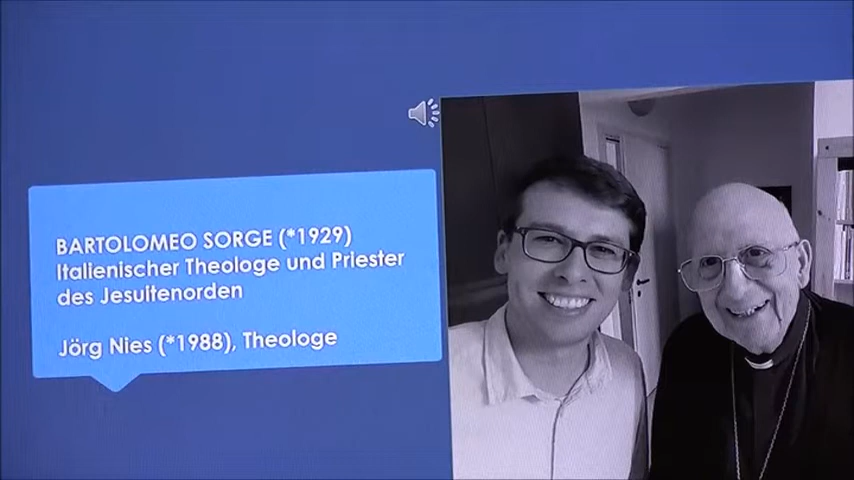 BARTOLOMEO SORGE (*1929)
Italienischer Theologe und Priester
des Jesuitenorden
Jörg Nies (*1988), Theologe